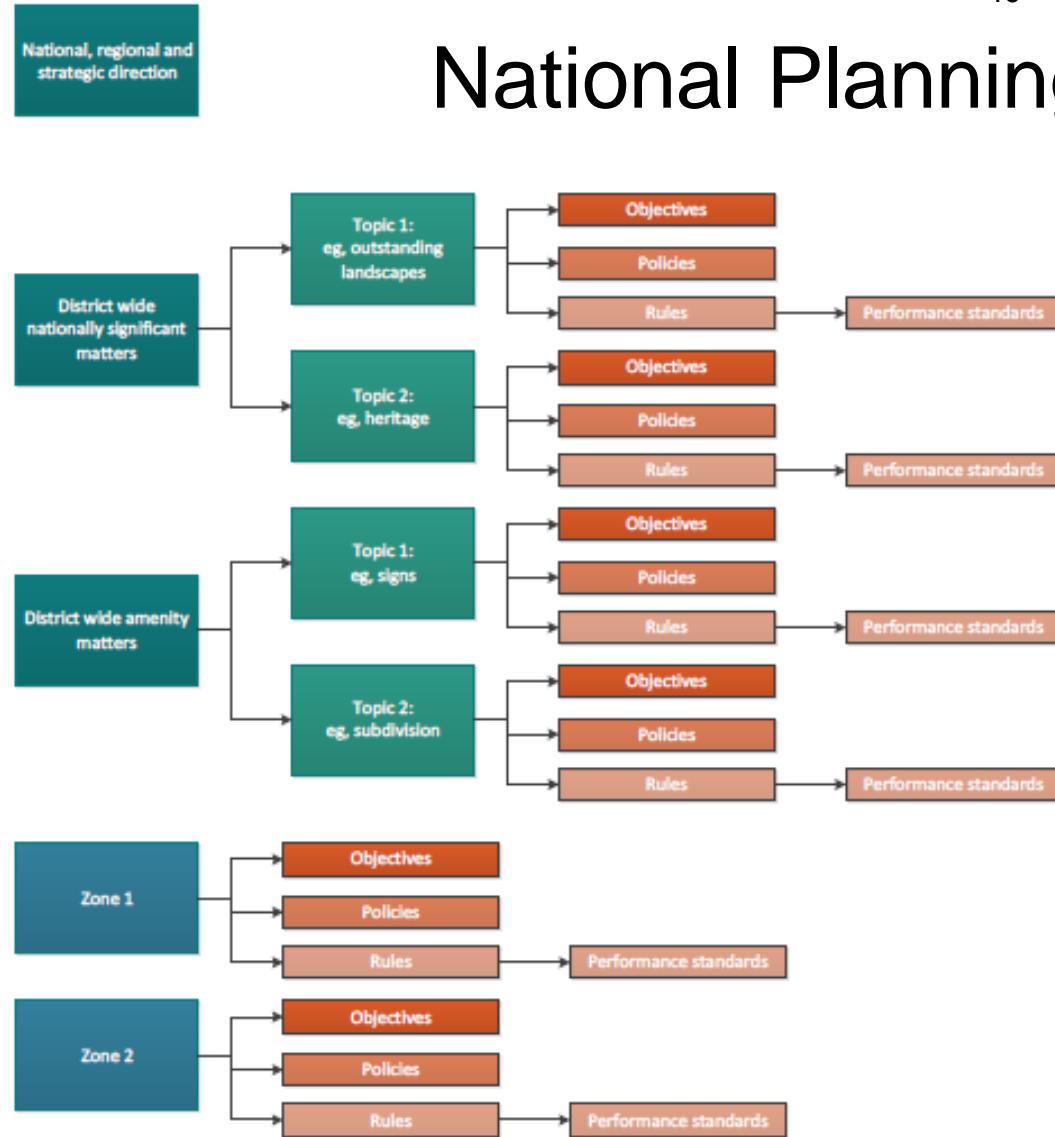 National, regional and
strategic direction
National Planning
District wide
nationally significant
matters
Topic 1:
eg, outstanding
landscapes
Objectives
Policies
Rules
Performance standards
Topic 2:
eg, heritage
Objectives
Policies
Rules
Performance standards
District wide amenity
matters
Topic 1:
eg, signs
Objectives
Policies
Rules
Performance standards
Topic 2:
eg, subdivision
Objectives
Policies
Rules
Performance standards
Zone 1
Objectives
Policies
Rules
Performance standards
Zone 2
Objectives
Policies
Rules
Performance standards